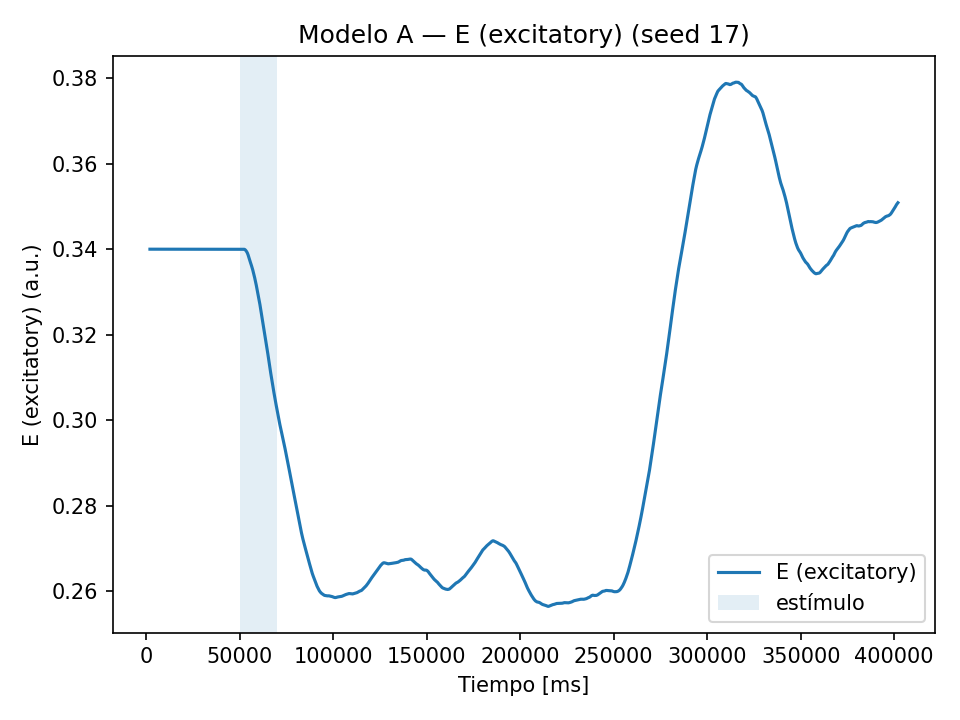 Modelo A — E (excitatory) (seed 17)
E (excitatory) (a.u.)
0.38
0.36
0.34
0.32
0.30
0.28
0.26
E (excitatory)
estímulo
0 50000 100000 150000 200000 250000 300000 350000 400000
Tiempo [ms]